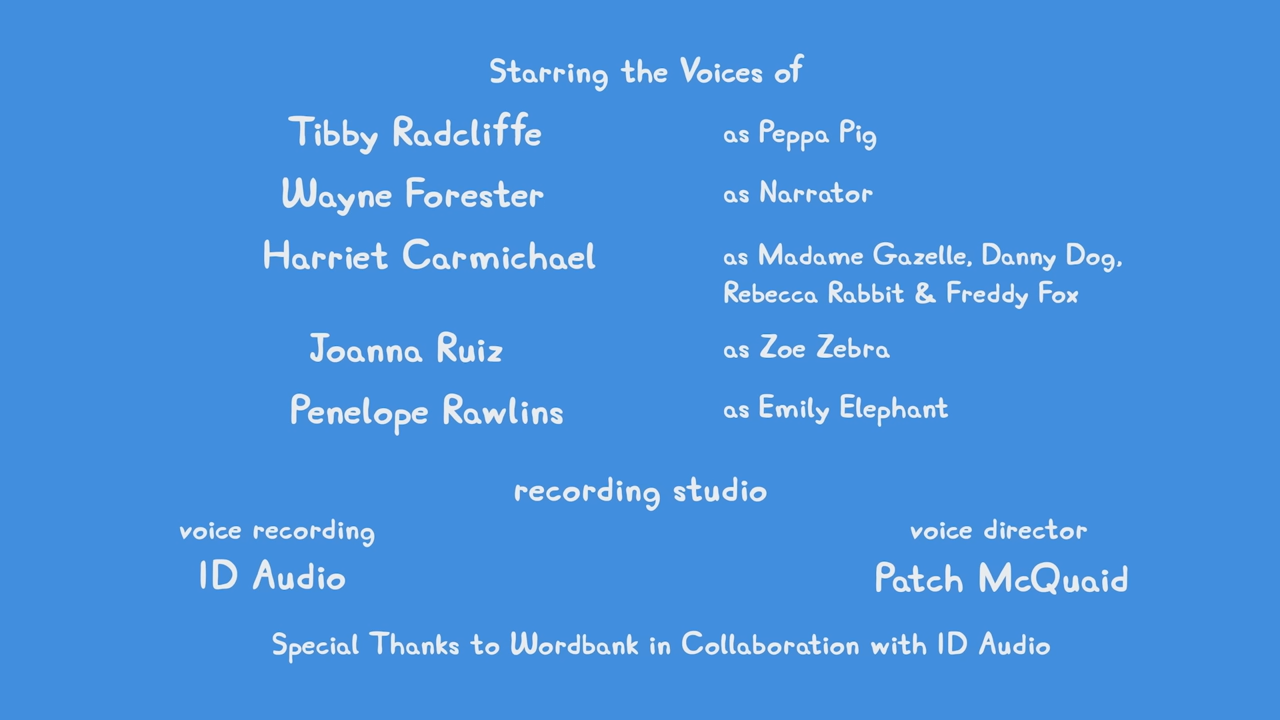 Starring the Voices of
Tibby Radcliffe as Peppa Pig
Wayne Forester as Narrator
Harriet Carmichael as Madame Gazelle, Danny Dog,
Rebecca Rabbit & Freddy Fox
Joanna Ruiz as Zoe Zebra
Penelope Rawlins as Emily Elephant
recording studio
voice recording voice director
ID Audio Patch McQuaid
Special Thanks to Wordbank in Collaboration with ID Audio